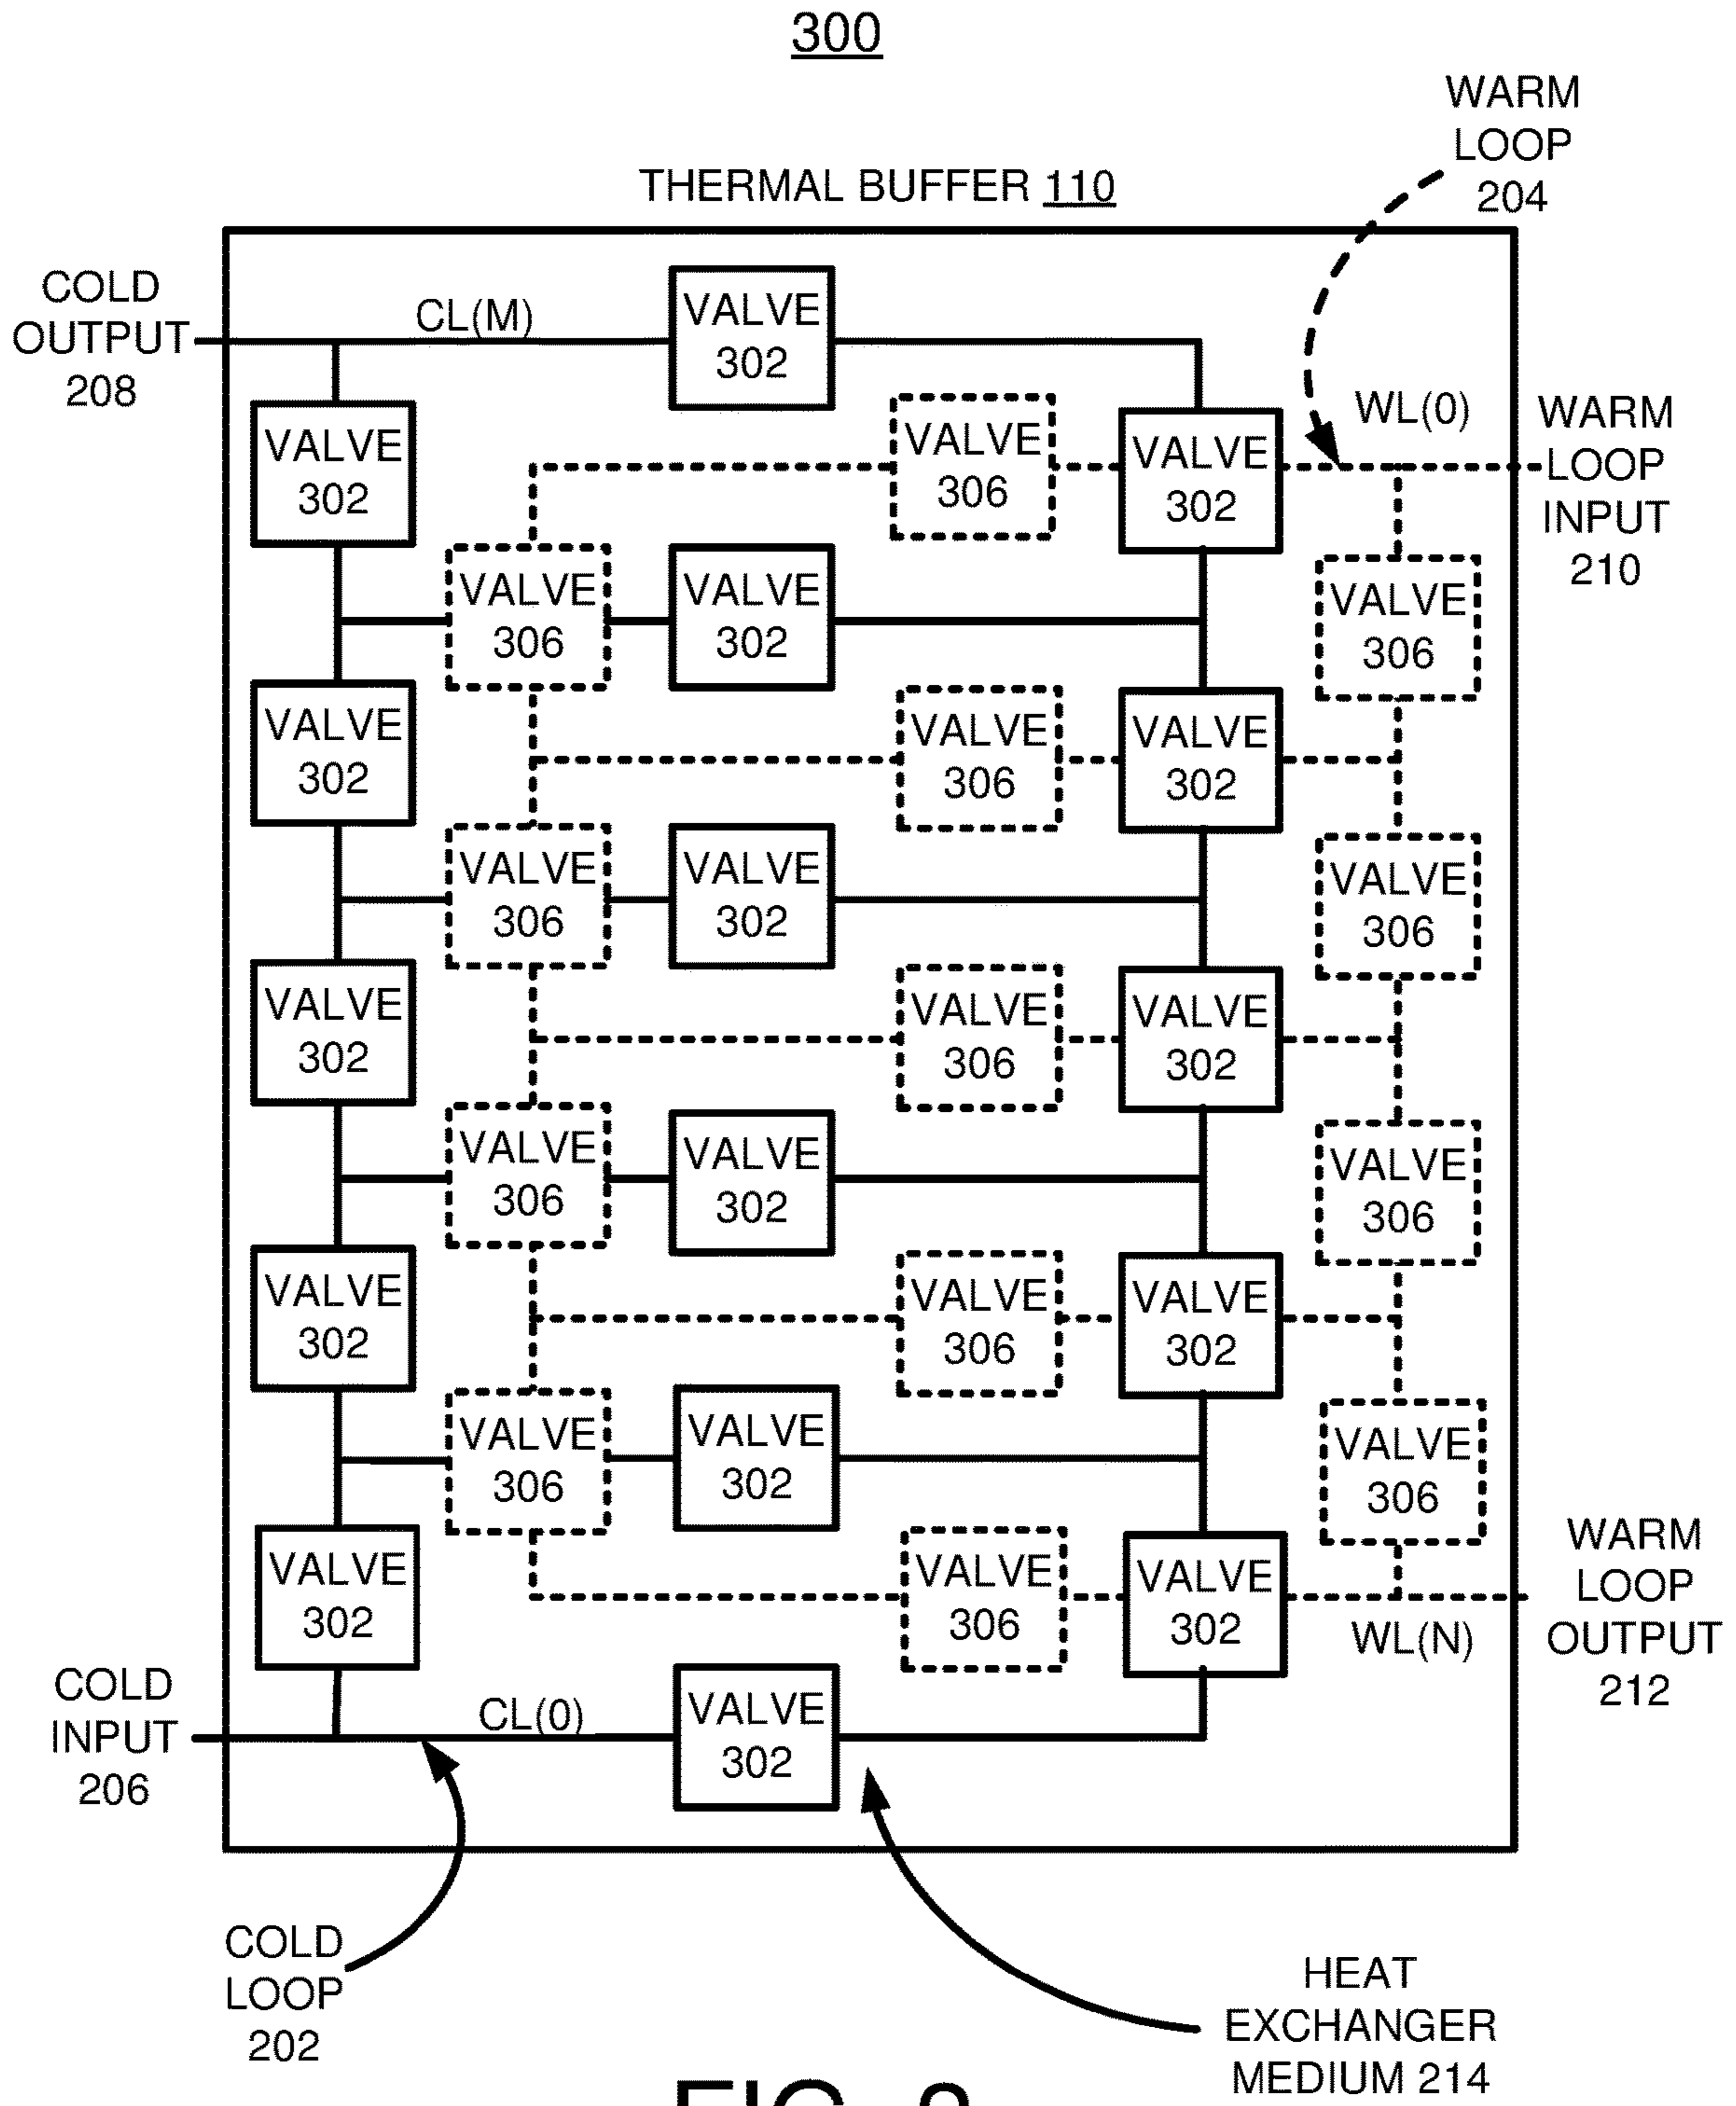 300
WARM
LOOP
204
THERMAL BUFFER 110
COLD
OUTPUT
208
CL(M)
VALVE
302
VALVE
302
VALVE
306
VALVE
302
WL(0)
WARM
LOOP
INPUT
210
VALVE
306
VALVE
302
VALVE
306
VALVE
302
VALVE
306
VALVE
302
VALVE
306
VALVE
302
VALVE
306
VALVE
302
VALVE
306
VALVE
302
VALVE
306
VALVE
302
VALVE
306
VALVE
302
VALVE
306
VALVE
302
VALVE
306
VALVE
302
VALVE
306
VALVE
302
VALVE
306
VALVE
302
VALVE
306
VALVE
302
WARM
LOOP
OUTPUT
212
WL(N)
COLD
INPUT
206
CL(0)
VALVE
302
COLD
LOOP
202
HEAT
EXCHANGER
MEDIUM 214